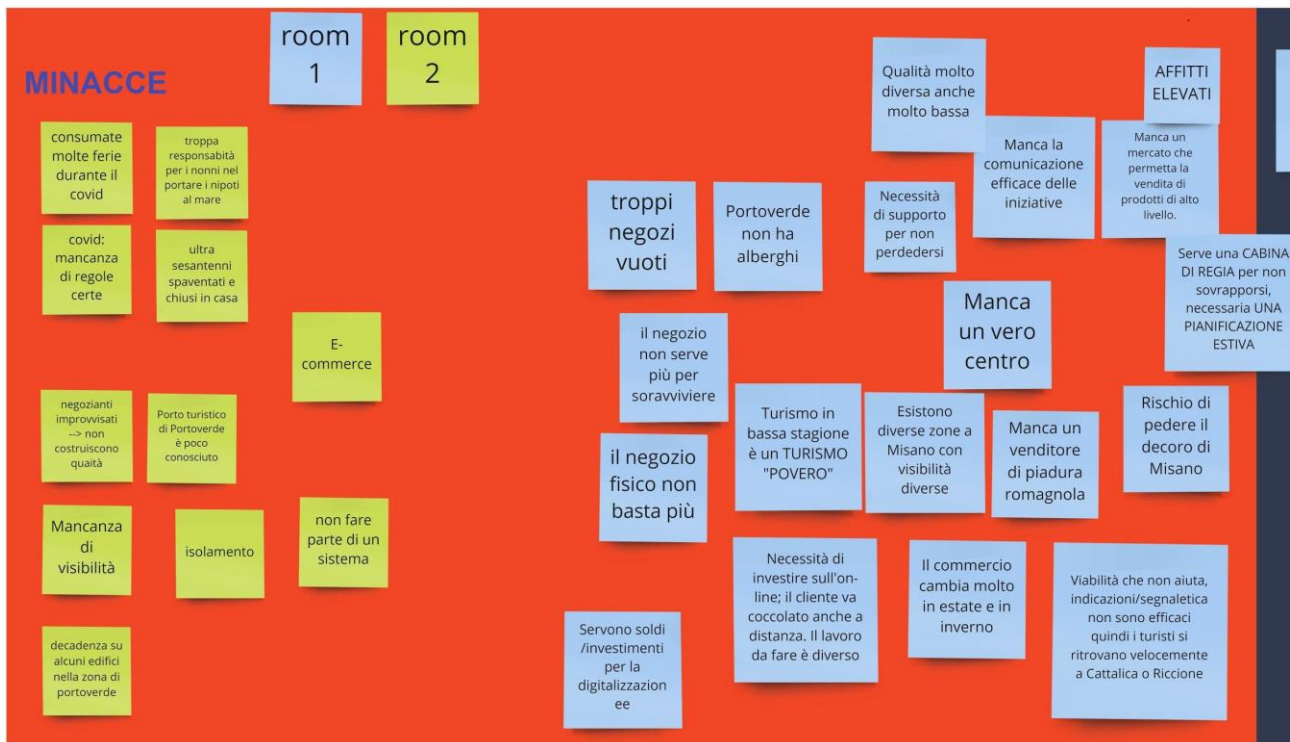 MINACCE
room
1
room
2
consumate
molte ferie
durante il
covid
troppa
responsabità
per i nonni nel
portare i nipoti
al mare
covid:
mancanza
di regole
certe
ultra
sesantenni
spaventati e
chiusi in casa
E-
commerce
negozianti
improvvisati
--> non
costruiscono
quaità
Porto turistico
di Portoverde
è poco
conosciuto
Mancanza
di
visibilità
isolamento
non fare
parte di un
sistema
decadenza su
alcuni edifici
nella zona di
portoverde
Qualità molto
diversa anche
molto bassa
AFFITTI
ELEVATI
Manca la
comunicazione
efficace delle
iniziative
Manca un
mercato che
permetta la
vendita di
prodotti di alto
livello.
troppi
negozi
vuoti
Portoverde
non ha
alberghi
Necessità
di supporto
per non
perdedersi
Serve una CABINA
DI REGIA per non
sovrapporsi,
necessaria UNA
PIANIFICAZIONE
ESTIVA
Manca
un vero
centro
il negozio
non serve
più per
soravviviere
Turismo in
bassa stagione
è un TURISMO
"POVERO"
Esistono
diverse zone a
Misano con
visibilità
diverse
Manca un
venditore
di piadura
romagnola
Rischio di
pedere il
decoro di
Misano
il negozio
fisico non
basta più
Necessità di
investire sull'on-
line; il cliente va
coccolato anche a
distanza. Il lavoro
da fare è diverso
Il commercio
cambia molto
in estate e in
inverno
Viabilità che non aiuta,
indicazioni/segnaletica
non sono efficaci
quindi i turisti si
ritrovano velocemente
a Cattalica o Riccione
Servono soldi
/investimenti
per la
digitalizzazion
ee